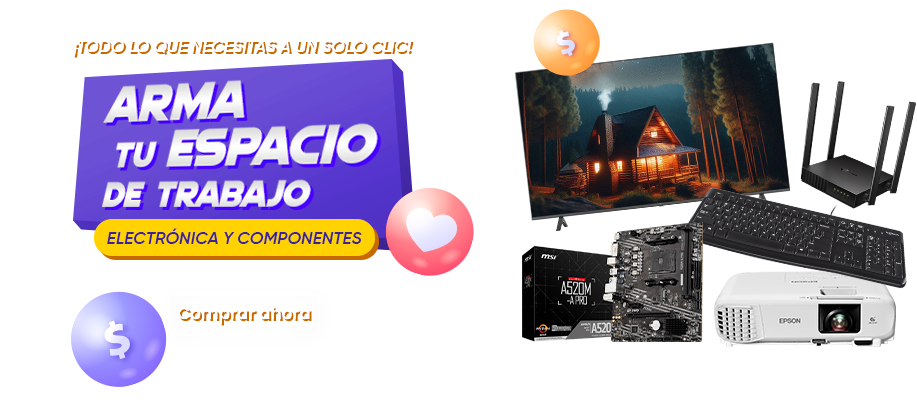 ¡TODO LO QUE NECESITAS A UN SOLO CLIC!
ARMA
TU ESPACIO
DE TRABAJO
ELECTRÓNICA Y COMPONENTES
Comprar ahora
$
$
msi
A520M
-A PRO
A520
EPSON
EPSON